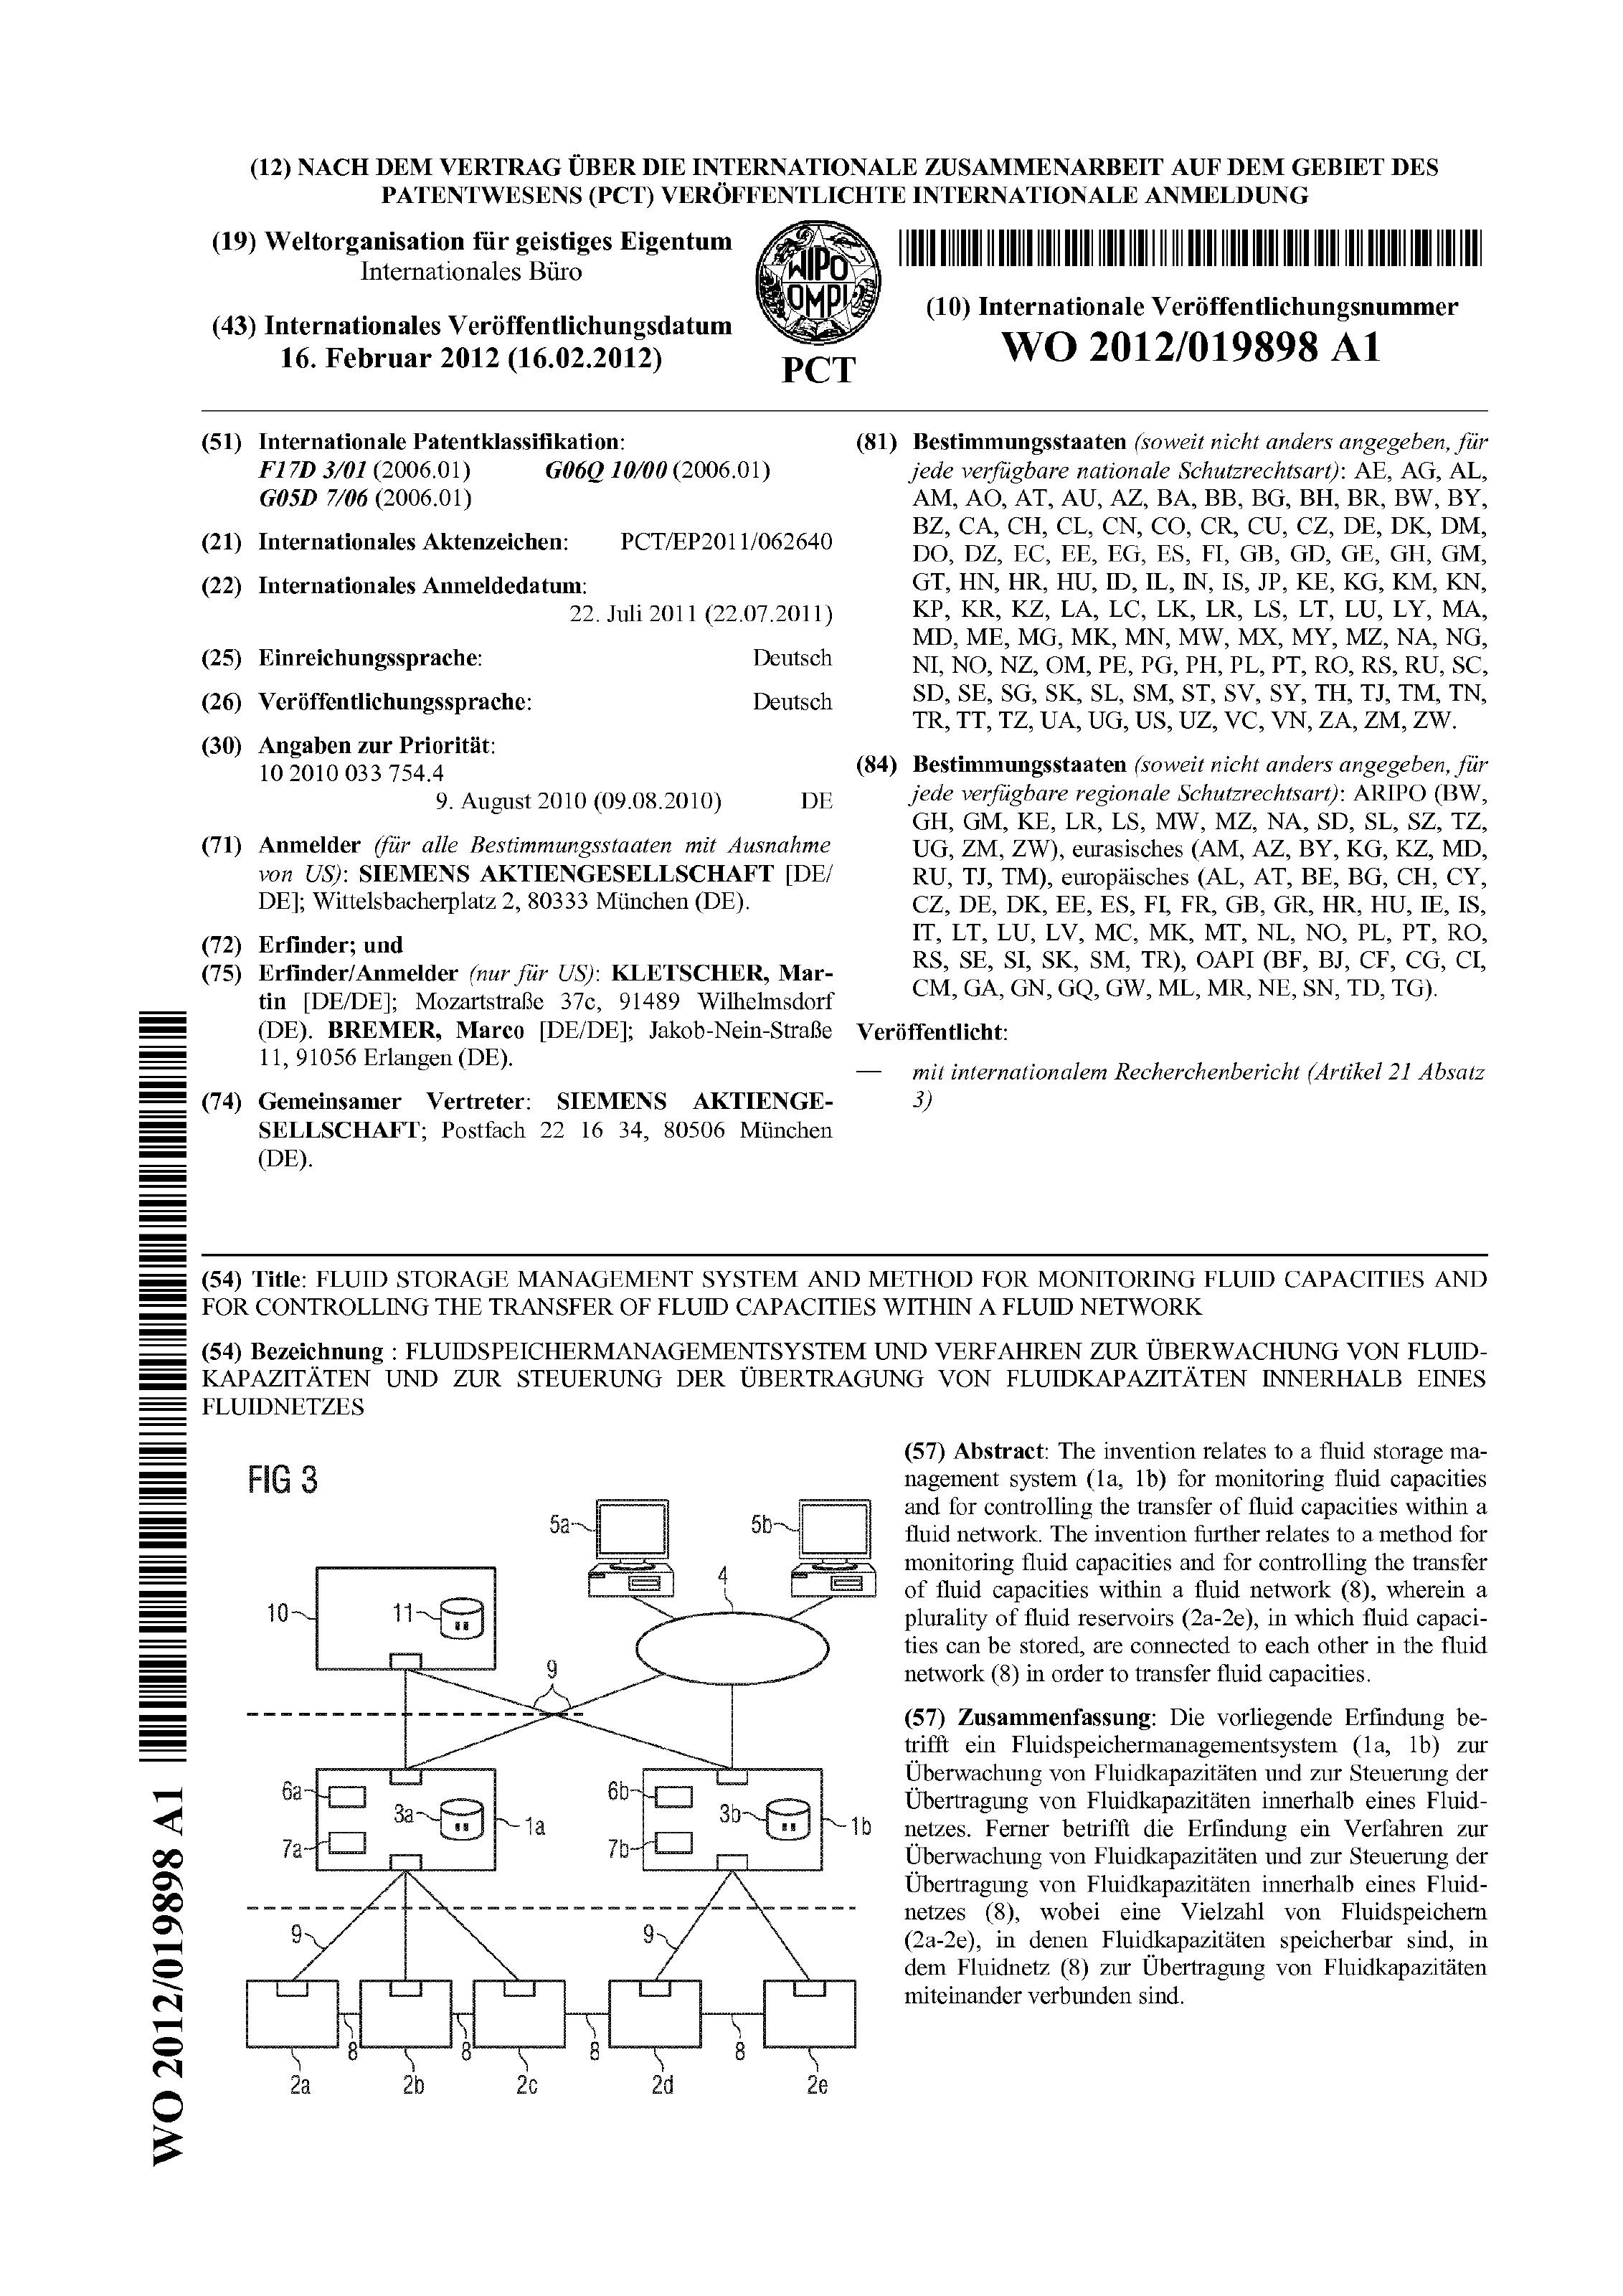 (12) NACH DEM VERTRAG ÜBER DIE INTERNATIONALE ZUSAMMENARBEIT AUF DEM GEBIET DES
PATENTWESENS (PCT) VERÖFFENTLICHTE INTERNATIONALE ANMELDUNG
(19) Weltorganisation für geistiges Eigentum
Internationales Büro
(43) Internationales Veröffentlichungsdatum
16. Februar 2012 (16.02.2012)
WIPO
OMPI
PCT
(10) Internationale Veröffentlichungsnummer
WO 2012/019898 A1
(51) Internationale Patentklassifikation:
F17D 3/01 (2006.01) G06Q 10/00 (2006.01)
G05D 7/06 (2006.01)
(21) Internationales Aktenzeichen: PCT/EP2011/062640
(22) Internationales Anmeldedatum:
22. Juli 2011 (22.07.2011)
(25) Einreichungssprache: Deutsch
(26) Veröffentlichungssprache: Deutsch
(30) Angaben zur Priorität:
10 2010 033 754.4
9. August 2010 (09.08.2010) DE
(71) Anmelder (für alle Bestimmungsstaaten mit Ausnahme
von US): SIEMENS AKTIENGESELLSCHAFT [DE/
DE]; Wittelsbacherplatz 2, 80333 München (DE).
(72) Erfinder; und
(75) Erfinder/Anmelder (nur für US): KLETSCHER, Mar-
tin [DE/DE]; Mozartstraße 37c, 91489 Wilhelmsdorf
(DE). BREMER, Marco [DE/DE]; Jakob-Nein-Straße
11, 91056 Erlangen (DE).
(74) Gemeinsamer Vertreter: SIEMENS AKTIENGE-
SELLSCHAFT; Postfach 22 16 34, 80506 München
(DE).
(81) Bestimmungsstaaten (soweit nicht anders angegeben, für
jede verfügbare nationale Schutzrechtsart): AE, AG, AL,
AM, AO, AT, AU, AZ, BA, BB, BG, BH, BR, BW, BY,
BZ, CA, CH, CL, CN, CO, CR, CU, CZ, DE, DK, DM,
DO, DZ, EC, EE, EG, ES, FI, GB, GD, GE, GH, GM,
GT, HN, HR, HU, ID, IL, IN, IS, JP, KE, KG, KM, KN,
KP, KR, KZ, LA, LC, LK, LR, LS, LT, LU, LY, MA,
MD, ME, MG, MK, MN, MW, MX, MY, MZ, NA, NG,
NI, NO, NZ, OM, PE, PG, PH, PL, PT, RO, RS, RU, SC,
SD, SE, SG, SK, SL, SM, ST, SV, SY, TH, TJ, TM, TN,
TR, TT, TZ, UA, UG, US, UZ, VC, VN, ZA, ZM, ZW.
(84) Bestimmungsstaaten (soweit nicht anders angegeben, für
jede verfügbare regionale Schutzrechtsart): ARIPO (BW,
GH, GM, KE, LR, LS, MW, MZ, NA, SD, SL, SZ, TZ,
UG, ZM, ZW), eurasisches (AM, AZ, BY, KG, KZ, MD,
RU, TJ, TM), europäisches (AL, AT, BE, BG, CH, CY,
CZ, DE, DK, EE, ES, FI, FR, GB, GR, HR, HU, IE, IS,
IT, LT, LU, LV, MC, MK, MT, NL, NO, PL, PT, RO,
RS, SE, SI, SK, SM, TR), OAPI (BF, BJ, CF, CG, CI,
CM, GA, GN, GQ, GW, ML, MR, NE, SN, TD, TG).
Veröffentlicht:
— mit internationalem Recherchenbericht (Artikel 21 Absatz
3)
(54) Title: FLUID STORAGE MANAGEMENT SYSTEM AND METHOD FOR MONITORING FLUID CAPACITIES AND
FOR CONTROLLING THE TRANSFER OF FLUID CAPACITIES WITHIN A FLUID NETWORK
(54) Bezeichnung : FLUIDSPEICHERMANAGEMENTSYSTEM UND VERFAHREN ZUR ÜBERWACHUNG VON FLUID-
KAPAZITÄTEN UND ZUR STEUERUNG DER ÜBERTRAGUNG VON FLUIDKAPAZITÄTEN INNERHALB EINES
FLUIDNETZES
FIG 3
5a 5b
4
10 11
9
6a 3a 1a 7a
6b 3b 1b 7b
9 9
8 8 8 8
2a 2b 2c 2d 2e
(57) Abstract: The invention relates to a fluid storage ma-
nagement system (1a, 1b) for monitoring fluid capacities
and for controlling the transfer of fluid capacities within a
fluid network. The invention further relates to a method for
monitoring fluid capacities and for controlling the transfer
of fluid capacities within a fluid network (8), wherein a
plurality of fluid reservoirs (2a-2e), in which fluid capaci-
ties can be stored, are connected to each other in the fluid
network (8) in order to transfer fluid capacities.
(57) Zusammenfassung: Die vorliegende Erfindung be-
trifft ein Fluidspeichermanagementsystem (1a, 1b) zur
Überwachung von Fluidkapazitäten und zur Steuerung der
Übertragung von Fluidkapazitäten innerhalb eines Fluid-
netzes. Ferner betrifft die Erfindung ein Verfahren zur
Überwachung von Fluidkapazitäten und zur Steuerung der
Übertragung von Fluidkapazitäten innerhalb eines Fluid-
netzes (8), wobei eine Vielzahl von Fluidspeichern
(2a-2e), in denen Fluidkapazitäten speicherbar sind, in
dem Fluidnetz (8) zur Übertragung von Fluidkapazitäten
miteinander verbunden sind.
WO 2012/019898 A1